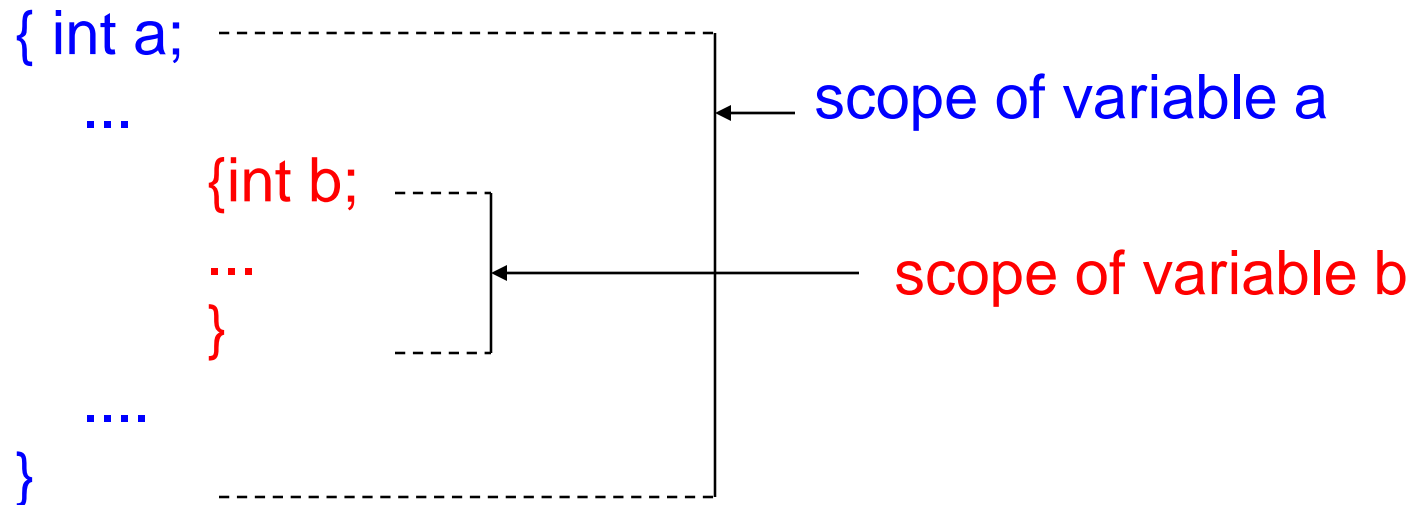 { int a;
scope of variable a
...
{int b;
...
scope of variable b
}
....
}